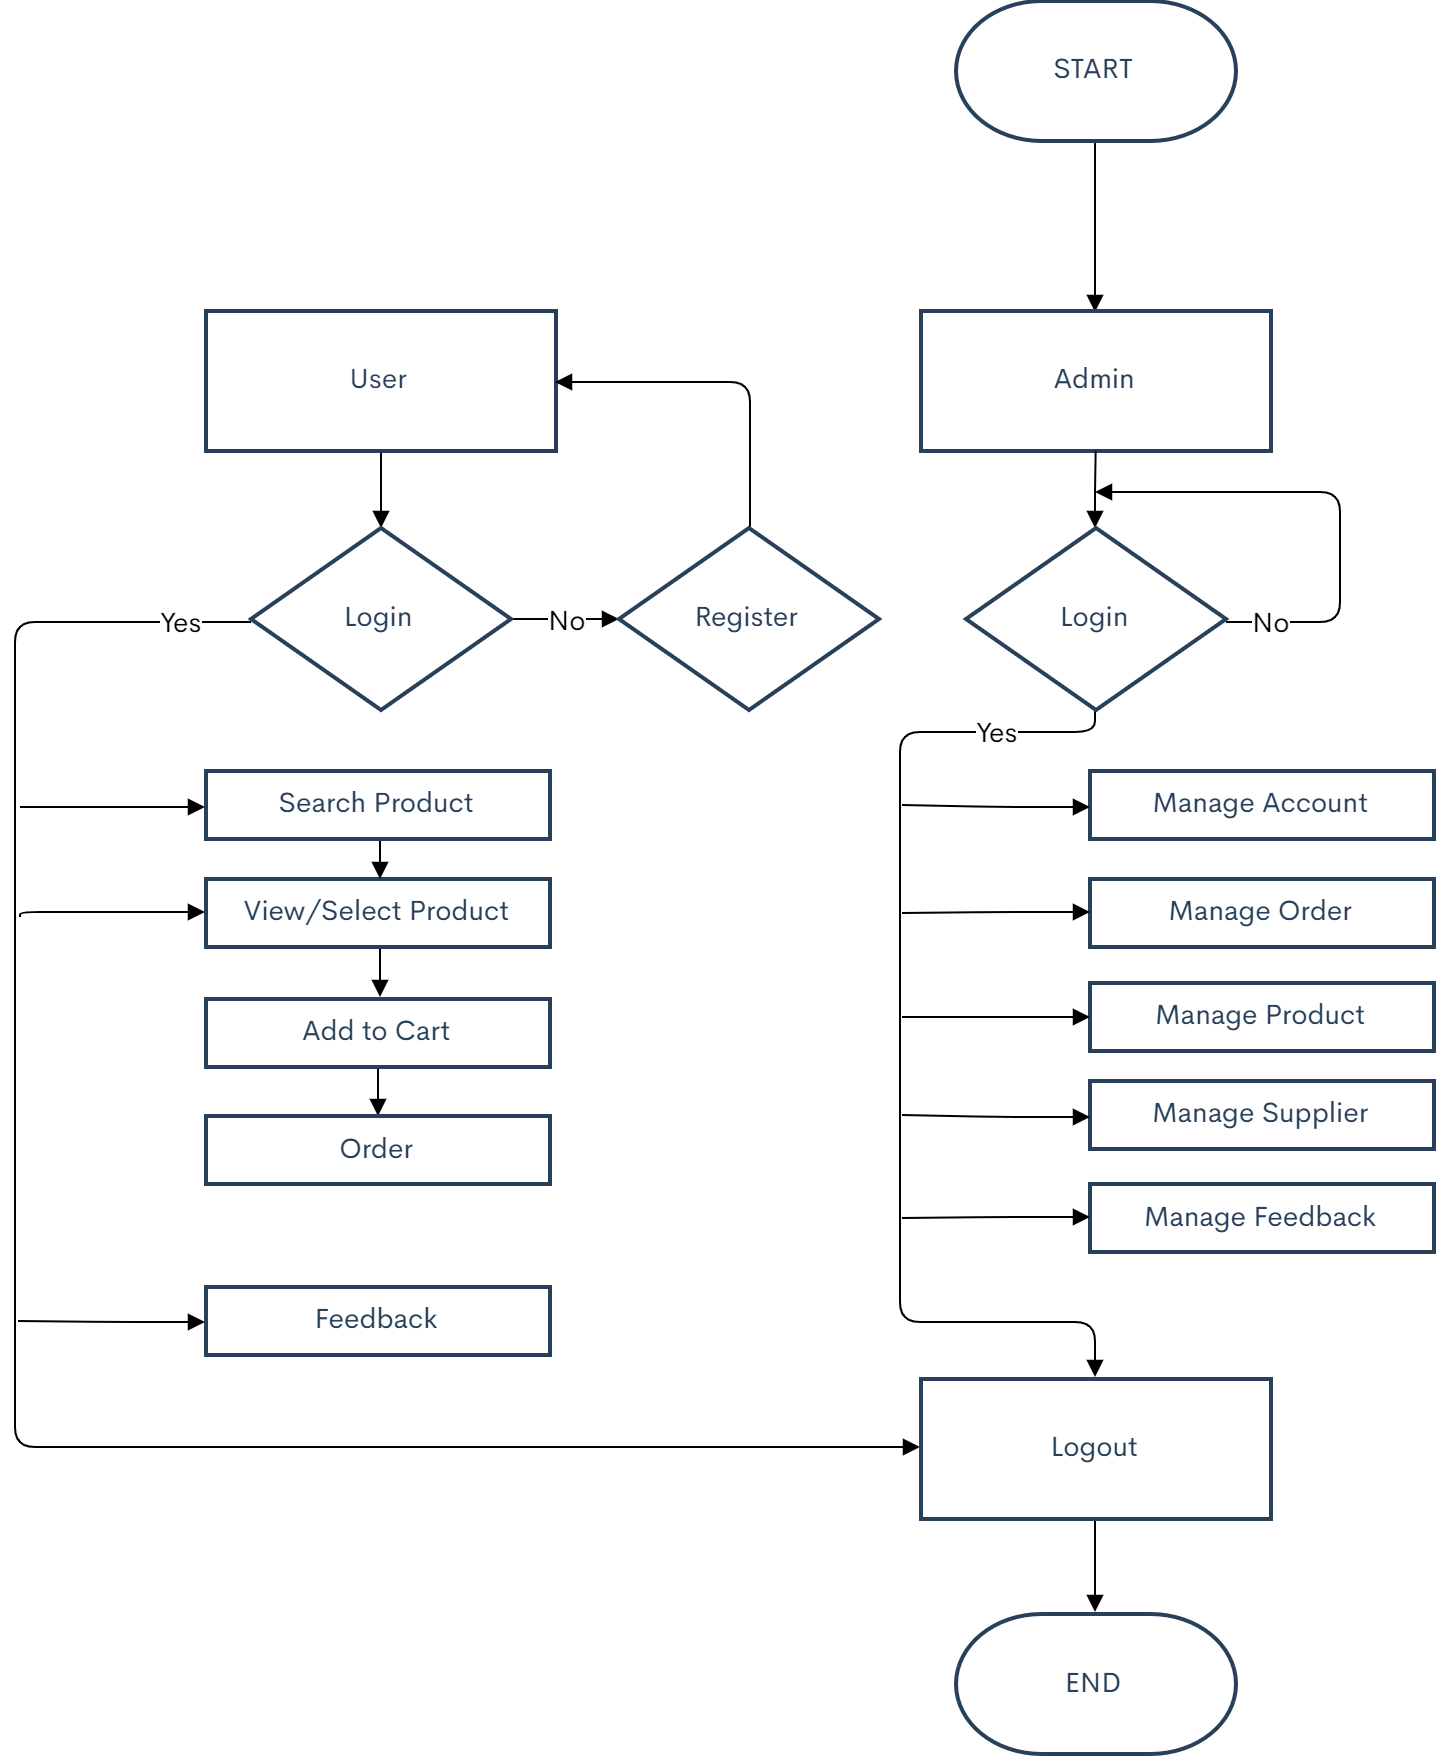 START
User
Admin
Login
No
Register
Login
No
Yes
Yes
Search Product
Manage Account
View/Select Product
Manage Order
Add to Cart
Manage Product
Order
Manage Supplier
Manage Feedback
Feedback
Logout
END